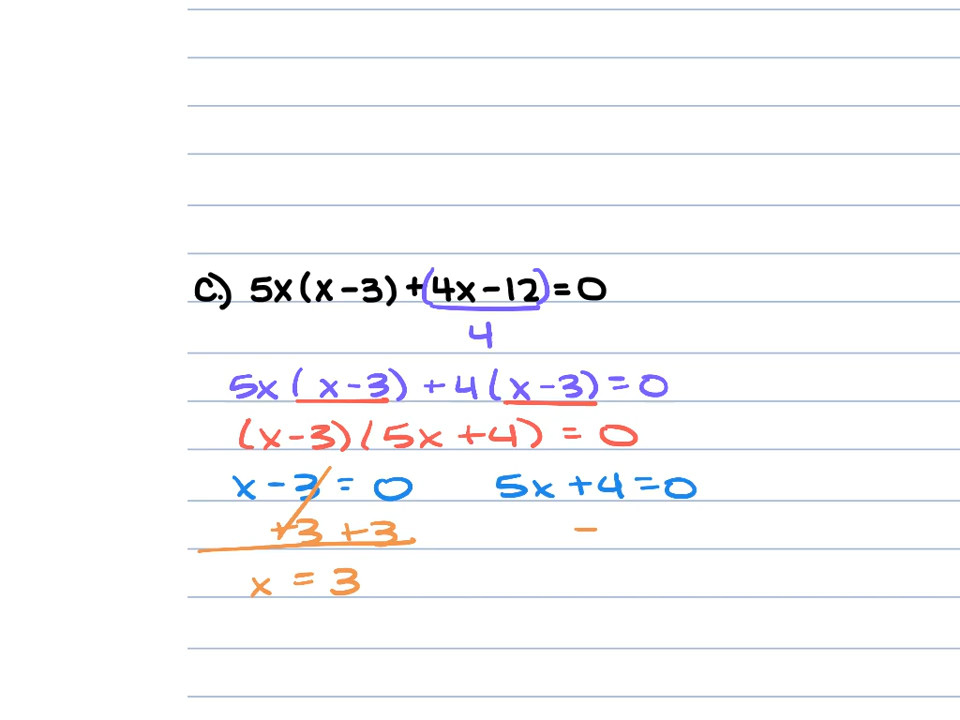 C.) 5x(x-3)+(4x-12)=0
4
5x(x-3)+4(x-3)=0
(x-3)(5x+4)=0
x-3=0 5x+4=0
+3 +3 -
x=3